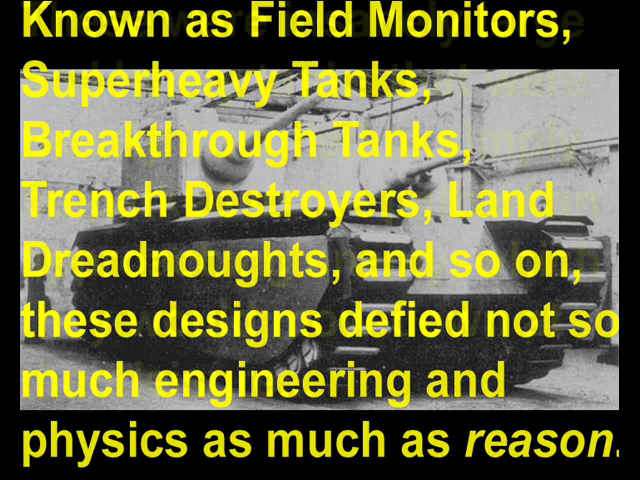 Known as Field Monitors,
Superheavy Tanks,
Breakthrough Tanks,
Trench Destroyers, Land
Dreadnoughts, and so on,
these designs defied not so
much engineering and
physics as much as reason.